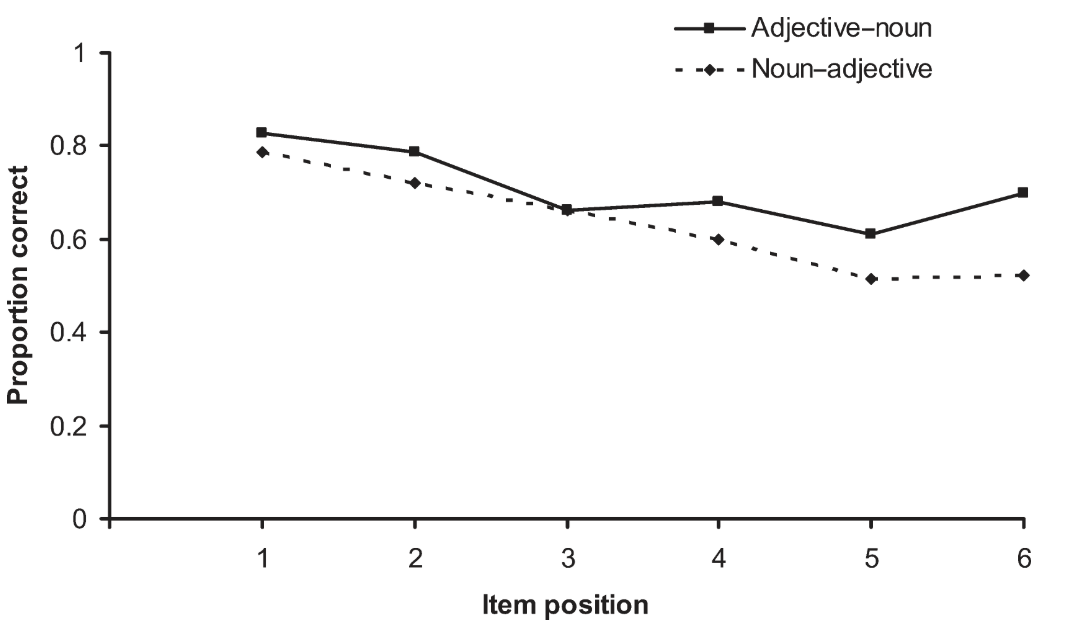 Adjective–noun
Noun–adjective
1
0.8
0.6
0.4
0.2
0
Proportion correct
1 2 3 4 5 6
Item position